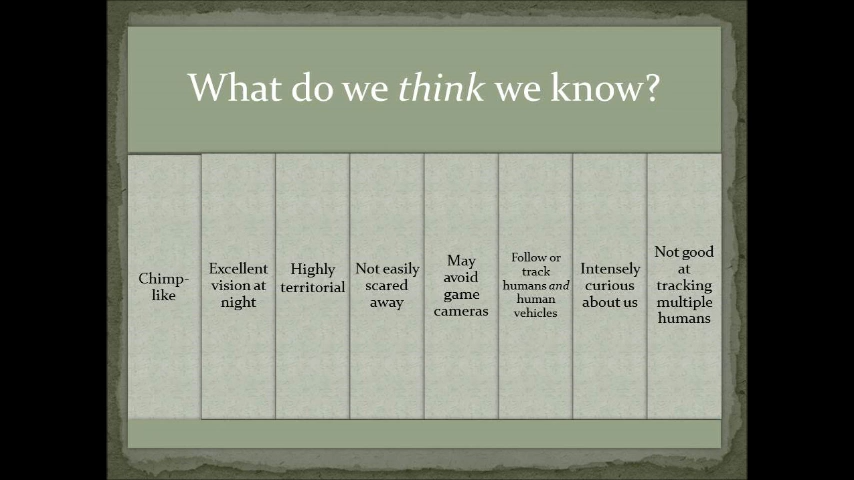 What do we think we know?
Chimp-
like
Excellent
vision at
night
Highly
territorial
Not easily
scared
away
May
avoid
game
cameras
Follow or
track
humans and
human
vehicles
Intensely
curious
about us
Not good
at
tracking
multiple
humans